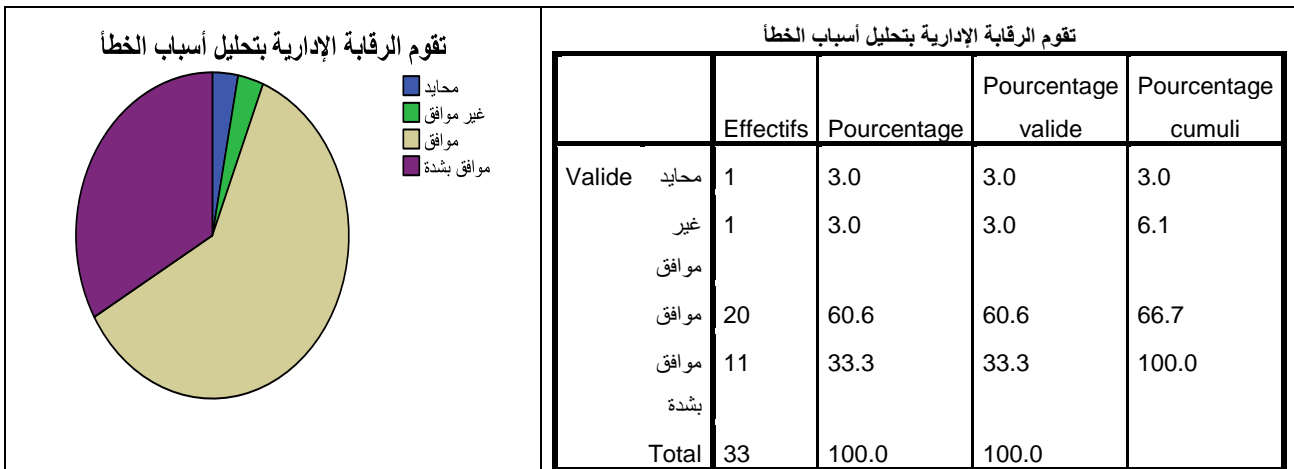 تقوم الرقابة الإدارية بتحليل أسباب الخطأ
محايد
غير موافق
موافق
موافق بشدة
تقوم الرقابة الإدارية بتحليل أسباب الخطأ
Effectifs Pourcentage Pourcentage valide Pourcentage cumuli
Valide محايد 1 3.0 3.0 3.0
غير موافق 1 3.0 3.0 6.1
موافق 20 60.6 60.6 66.7
موافق بشدة 11 33.3 33.3 100.0
Total 33 100.0 100.0